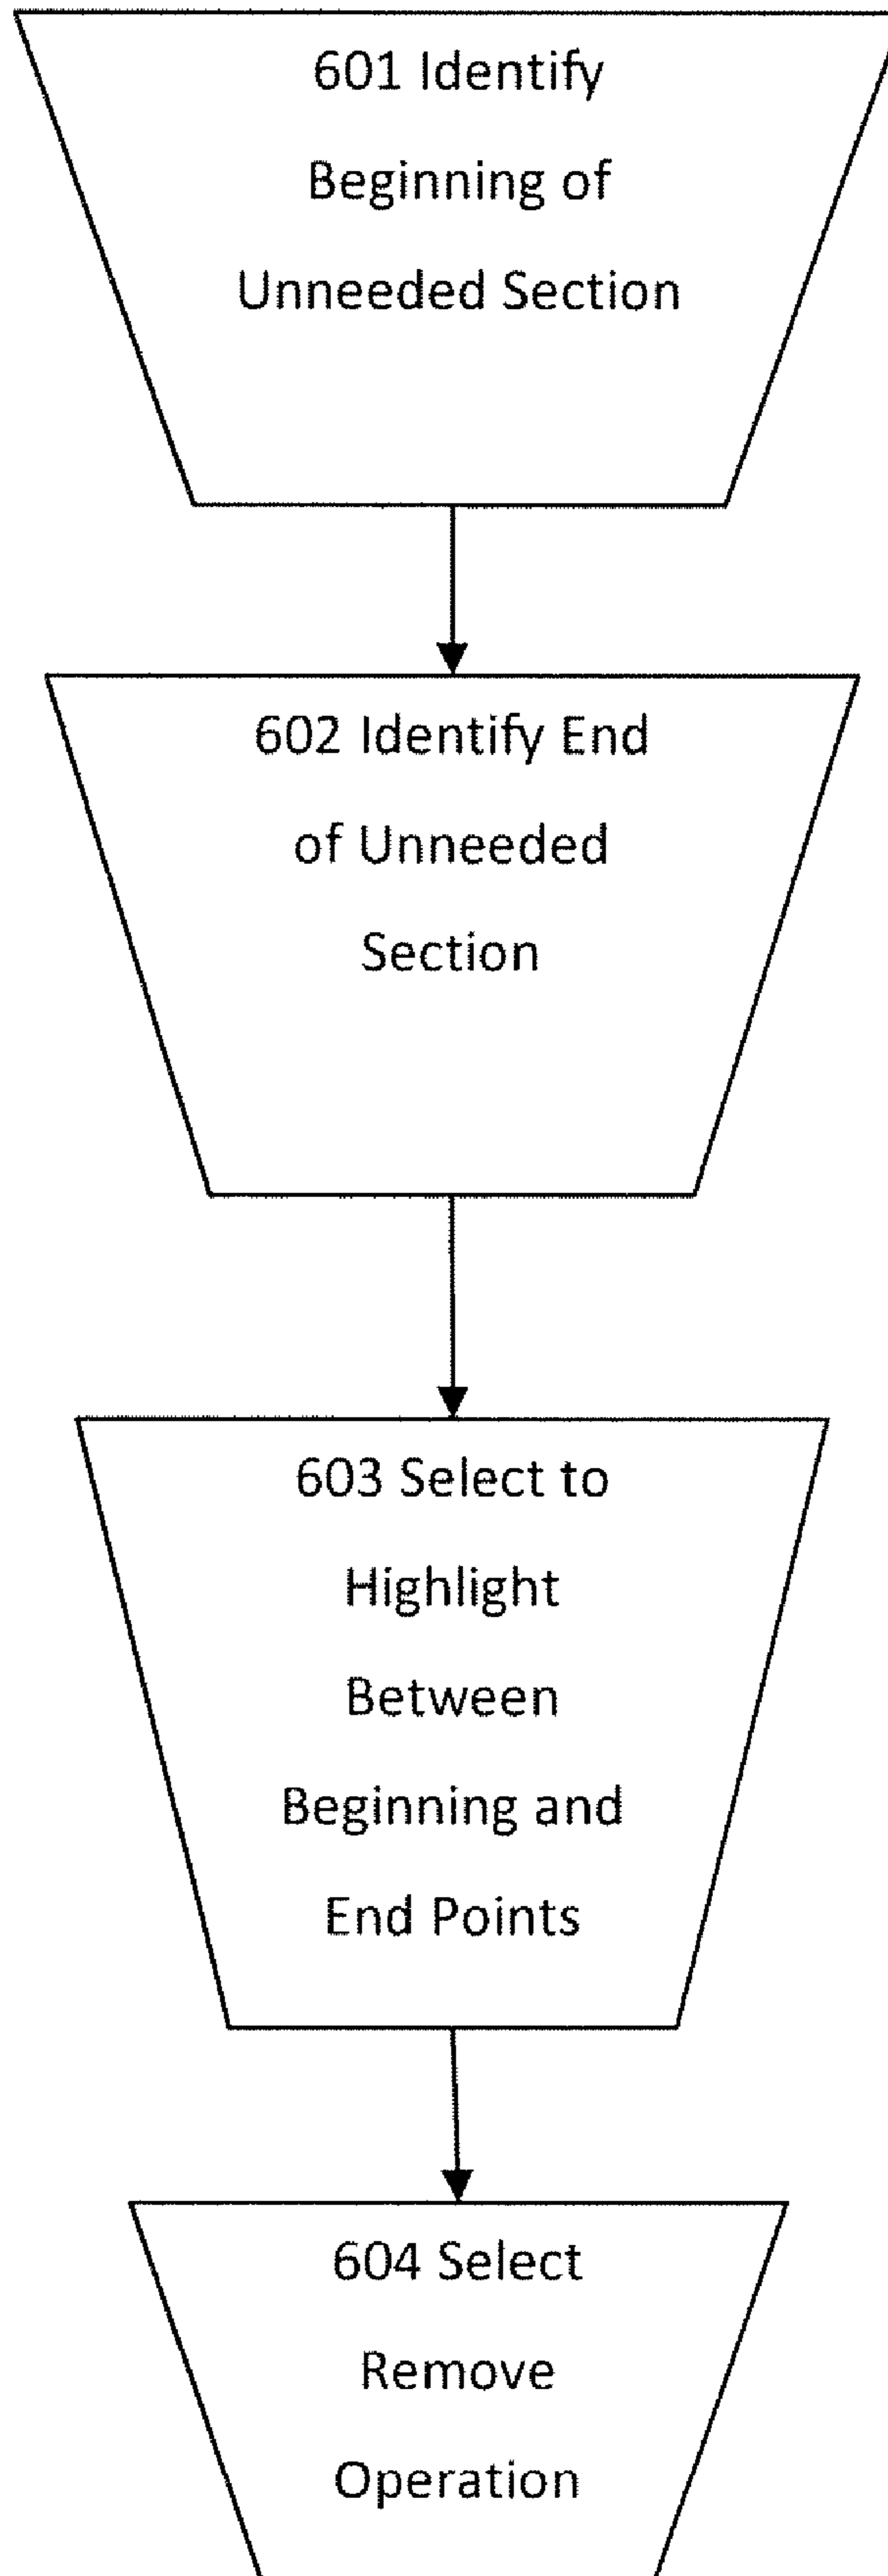 601 Identify
Beginning of
Unneeded Section
602 Identify End
of Unneeded
Section
603 Select to
Highlight
Between
Beginning and
End Points
604 Select
Remove
Operation